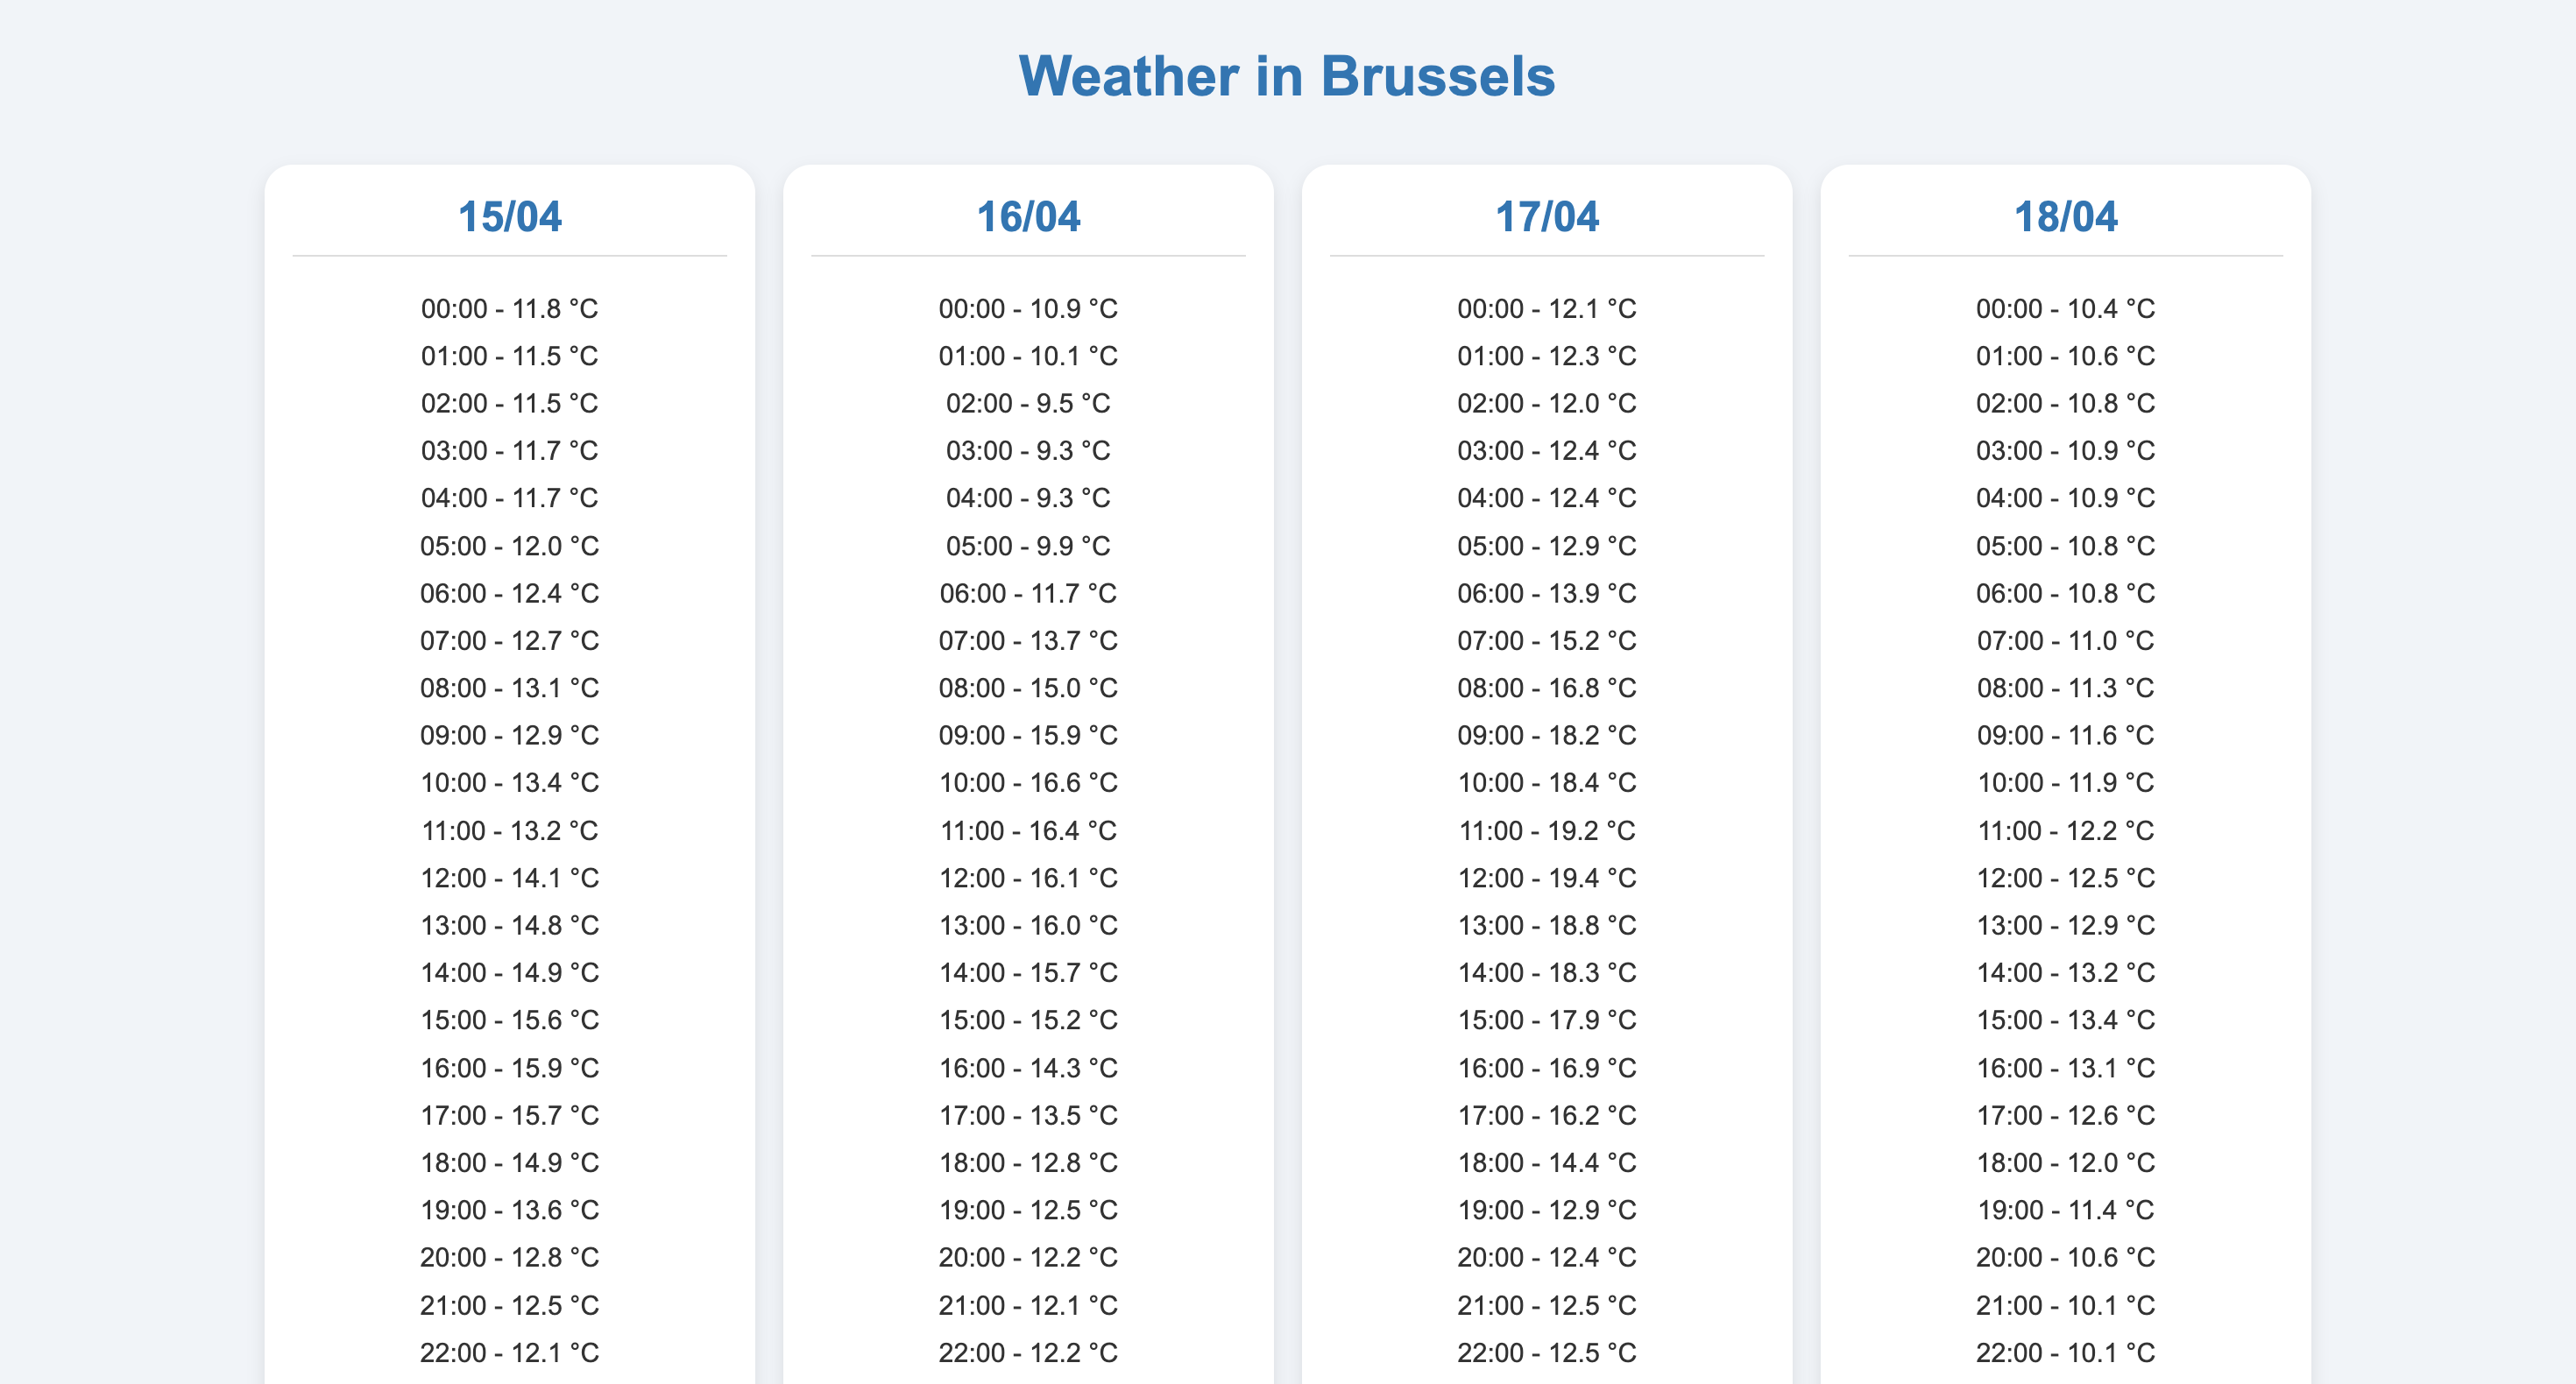 Weather in Brussels
15/04
00:00 - 11.8 °C
01:00 - 11.5 °C
02:00 - 11.5 °C
03:00 - 11.7 °C
04:00 - 11.7 °C
05:00 - 12.0 °C
06:00 - 12.4 °C
07:00 - 12.7 °C
08:00 - 13.1 °C
09:00 - 12.9 °C
10:00 - 13.4 °C
11:00 - 13.2 °C
12:00 - 14.1 °C
13:00 - 14.8 °C
14:00 - 14.9 °C
15:00 - 15.6 °C
16:00 - 15.9 °C
17:00 - 15.7 °C
18:00 - 14.9 °C
19:00 - 13.6 °C
20:00 - 12.8 °C
21:00 - 12.5 °C
22:00 - 12.1 °C
16/04
00:00 - 10.9 °C
01:00 - 10.1 °C
02:00 - 9.5 °C
03:00 - 9.3 °C
04:00 - 9.3 °C
05:00 - 9.9 °C
06:00 - 11.7 °C
07:00 - 13.7 °C
08:00 - 15.0 °C
09:00 - 15.9 °C
10:00 - 16.6 °C
11:00 - 16.4 °C
12:00 - 16.1 °C
13:00 - 16.0 °C
14:00 - 15.7 °C
15:00 - 15.2 °C
16:00 - 14.3 °C
17:00 - 13.5 °C
18:00 - 12.8 °C
19:00 - 12.5 °C
20:00 - 12.2 °C
21:00 - 12.1 °C
22:00 - 12.2 °C
17/04
00:00 - 12.1 °C
01:00 - 12.3 °C
02:00 - 12.0 °C
03:00 - 12.4 °C
04:00 - 12.4 °C
05:00 - 12.9 °C
06:00 - 13.9 °C
07:00 - 15.2 °C
08:00 - 16.8 °C
09:00 - 18.2 °C
10:00 - 18.4 °C
11:00 - 19.2 °C
12:00 - 19.4 °C
13:00 - 18.8 °C
14:00 - 18.3 °C
15:00 - 17.9 °C
16:00 - 16.9 °C
17:00 - 16.2 °C
18:00 - 14.4 °C
19:00 - 12.9 °C
20:00 - 12.4 °C
21:00 - 12.5 °C
22:00 - 12.5 °C
18/04
00:00 - 10.4 °C
01:00 - 10.6 °C
02:00 - 10.8 °C
03:00 - 10.9 °C
04:00 - 10.9 °C
05:00 - 10.8 °C
06:00 - 10.8 °C
07:00 - 11.0 °C
08:00 - 11.3 °C
09:00 - 11.6 °C
10:00 - 11.9 °C
11:00 - 12.2 °C
12:00 - 12.5 °C
13:00 - 12.9 °C
14:00 - 13.2 °C
15:00 - 13.4 °C
16:00 - 13.1 °C
17:00 - 12.6 °C
18:00 - 12.0 °C
19:00 - 11.4 °C
20:00 - 10.6 °C
21:00 - 10.1 °C
22:00 - 10.1 °C